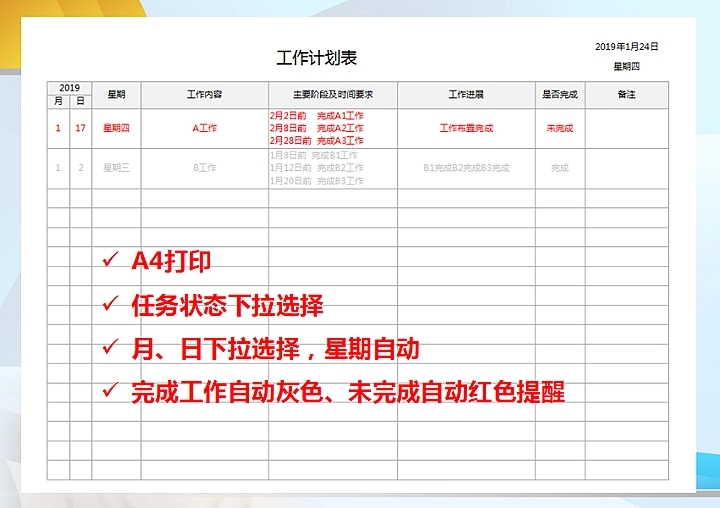 2019年1月24日
工作计划表
星期四
2019
月 日 星期 工作内容 主要阶段及时间要求 工作进展 是否完成 备注
2月2日前 完成A1工作
1 17 星期四 A工作 2月8日前 完成A2工作 工作布置完成 未完成
2月28日前 完成A3工作
1月8日前 完成B1工作
1 2 星期三 B工作 1月12日前 完成B2工作 B1完成B2完成B3完成 完成
1月20日前 完成B3工作
✓ A4打印
✓ 任务状态下拉选择
✓ 月、日下拉选择，星期自动
✓ 完成工作自动灰色、未完成自动红色提醒